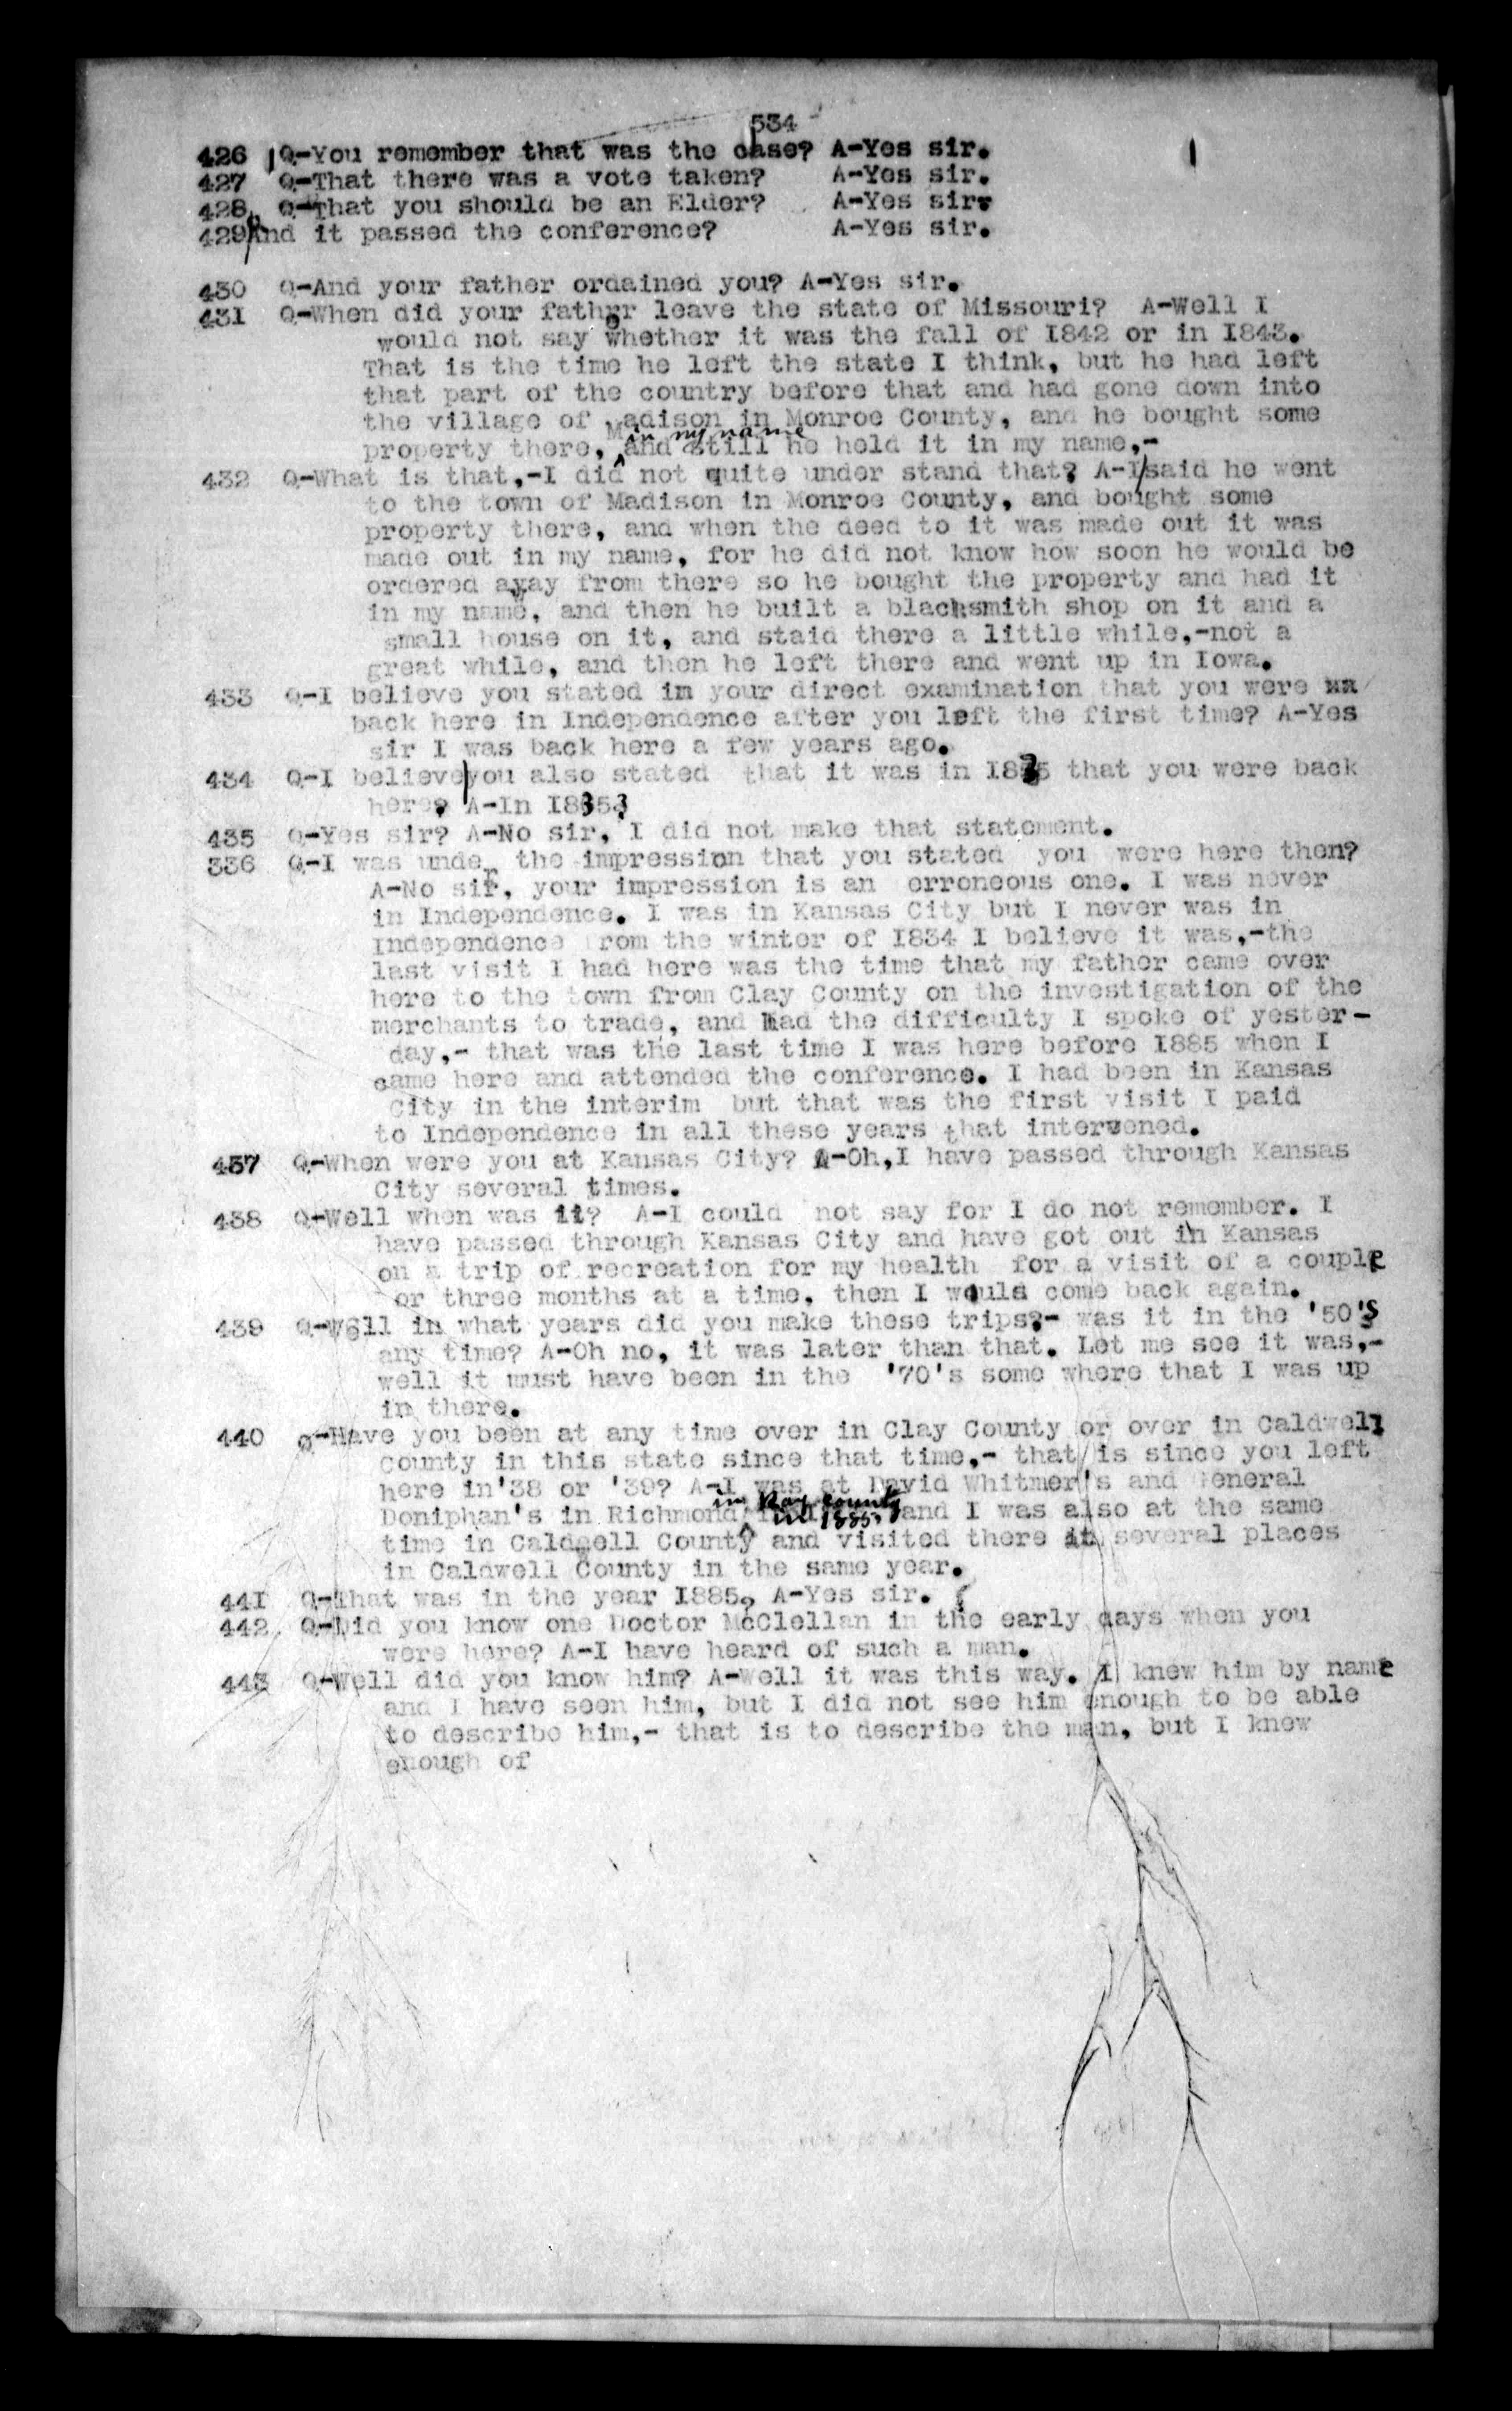 534
426 Q-You remember that was the case? A-Yes sir.
427 Q-That there was a vote taken? A-Yes sir.
428 Q-That you should be an Elder? A-Yes sir.
429 And it passed the conference? A-Yes sir.
430 Q-And your father ordained you? A-Yes sir.
431 Q-When did your father leave the state of Missouri? A-Well I
would not say whether it was the fall of I842 or in I843.
That is the time he left the state I think, but he had left
that part of the country before that and had gone down into
the village of Madison in Monroe County, and he bought some
in my name
property there, and still he held it in my name,-
432 Q-What is that,-I did not quite under stand that? A-I said he went
to the town of Madison in Monroe County, and bought some
property there, and when the deed to it was made out it was
made out in my name, for he did not know how soon he would be
ordered away from there so he bought the property and had it
in my name, and then he built a blacksmith shop on it and a
small house on it, and staid there a little while,-not a
great while, and then he left there and went up in Iowa.
433 Q-I believe you stated in your direct examination that you were xx
back here in Independence after you left the first time? A-Yes
sir I was back here a few years ago.
434 Q-I believe you also stated that it was in I835 that you were back
here? A-In I835?
435 Q-Yes sir? A-No sir, I did not make that statement.
336 Q-I was under the impression that you stated you were here then?
A-No sir, your impression is an erroneous one. I was never
in Independence. I was in Kansas City but I never was in
Independence from the winter of I834 I believe it was,-the
last visit I had here was the time that my father came over
here to the town from Clay County on the investigation of the
merchants to trade, and had the difficulty I spoke of yester-
day,- that was the last time I was here before I885 when I
came here and attended the conference. I had been in Kansas
City in the interim but that was the first visit I paid
to Independence in all these years that intervened.
437 Q-When were you at Kansas City? A-Oh,I have passed through Kansas
City several times.
438 Q-Well when was it? A-I could not say for I do not remember. I
have passed through Kansas City and have got out in Kansas
on a trip of recreation for my health for a visit of a couple
or three months at a time, then I would come back again.
439 Q-Well in what years did you make these trips?- was it in the '50's
any time? A-Oh no, it was later than that. Let me see it was,-
well it must have been in the '70's some where that I was up
in there.
440 Q-Have you been at any time over in Clay County or over in Caldwell
county in this state since that time,- that is since you left
here in'38 or '39? A-I was at David Whitmer's and General
in Ray County
Doniphan's in Richmond in 1885, and I was also at the same
time in Caldwell County and visited there at several places
in Caldwell County in the same year.
441 Q-That was in the year I885? A-Yes sir.
442 Q-Did you know one Doctor McClellan in the early days when you
were here? A-I have heard of such a man.
443 Q-Well did you know him? A-Well it was this way. I knew him by name
and I have seen him, but I did not see him enough to be able
to describe him,- that is to describe the man, but I knew
enough of